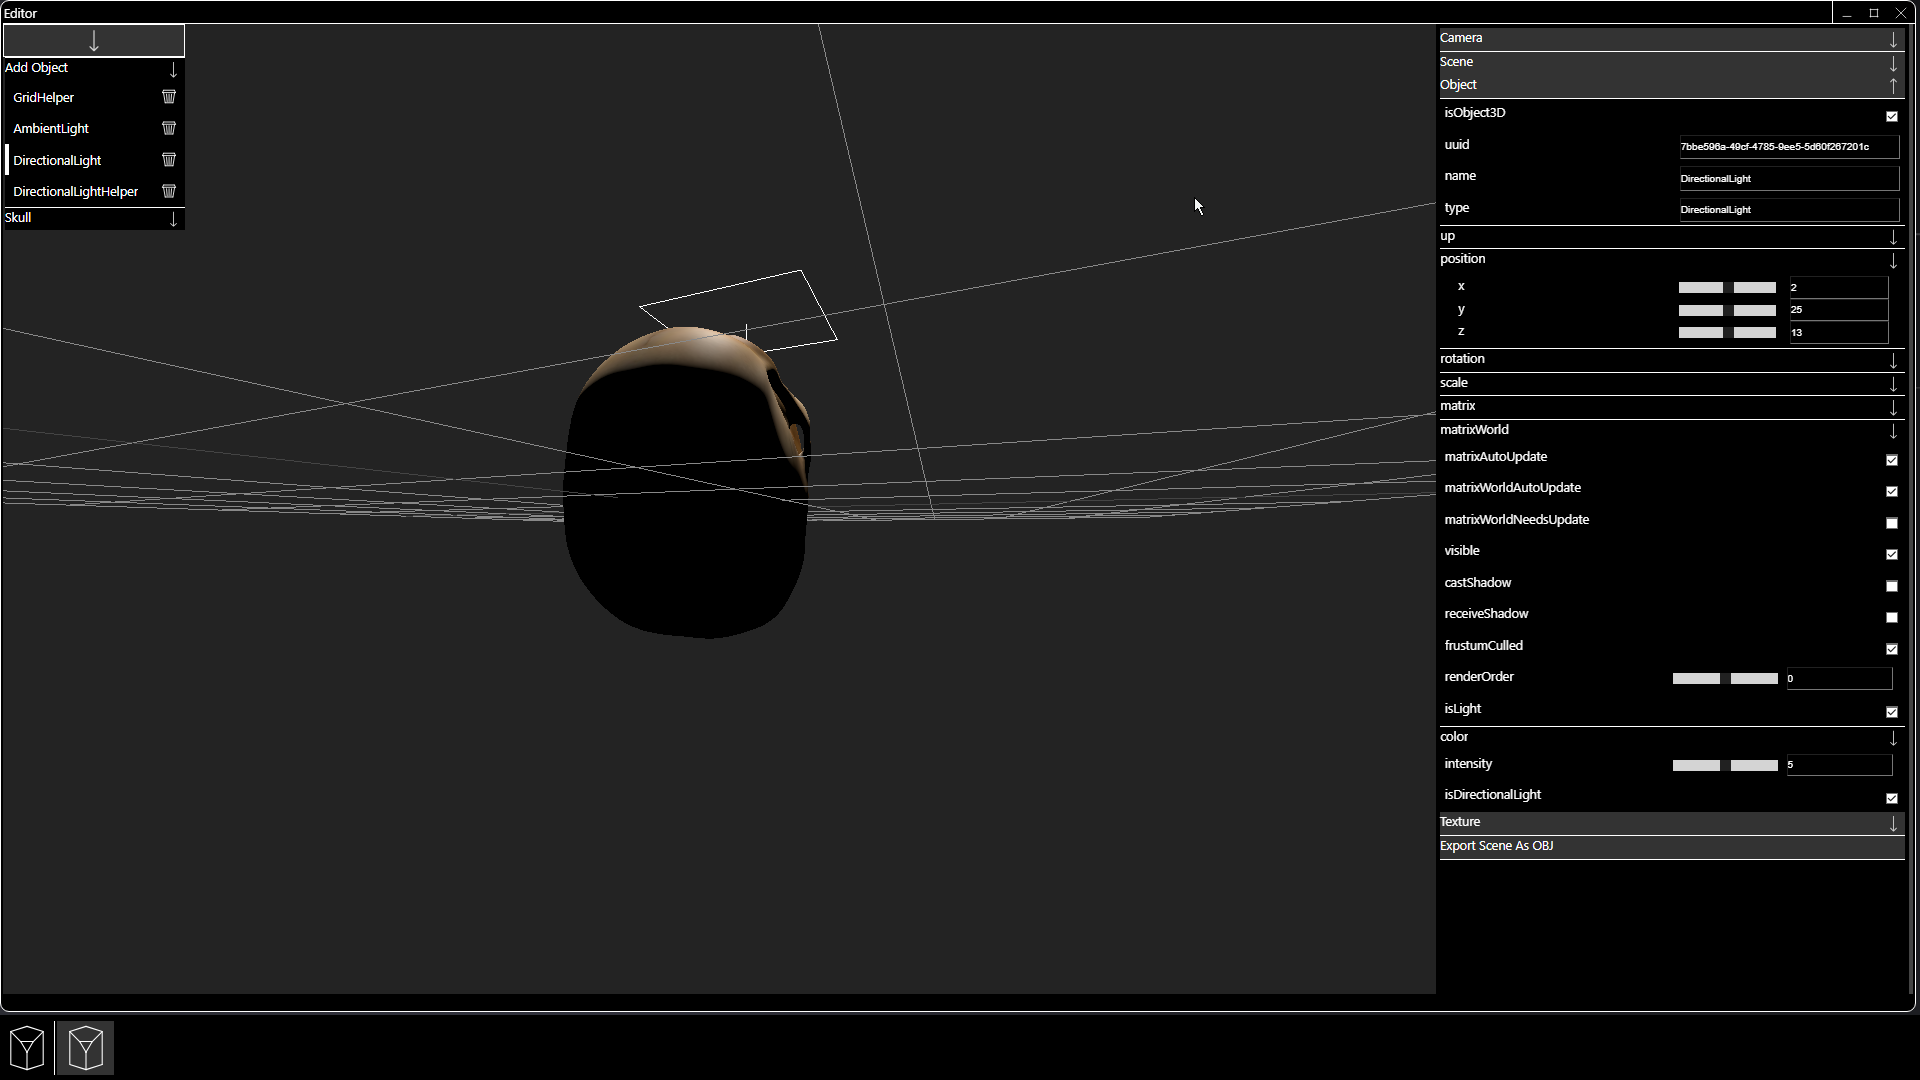 Editor
Add Object
GridHelper
AmbientLight
DirectionalLight
DirectionalLightHelper
Skull
Camera
Scene
Object
isObject3D
uuid 7bbe596a-49cf-4785-9ee5-5d60f267201c
name DirectionalLight
type DirectionalLight
up
position
x 2
y 25
z 13
rotation
scale
matrix
matrixWorld
matrixAutoUpdate
matrixWorldAutoUpdate
matrixWorldNeedsUpdate
visible
castShadow
receiveShadow
frustumCulled
renderOrder 0
isLight
color
intensity 5
isDirectionalLight
Texture
Export Scene As OBJ